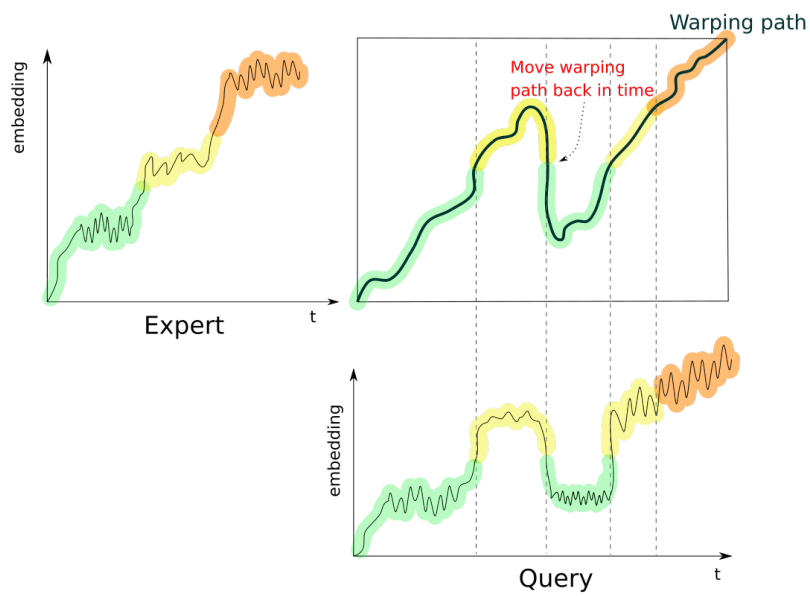 Warping path
Move warping
path back in time
embedding
Expert
t
embedding
Query
t